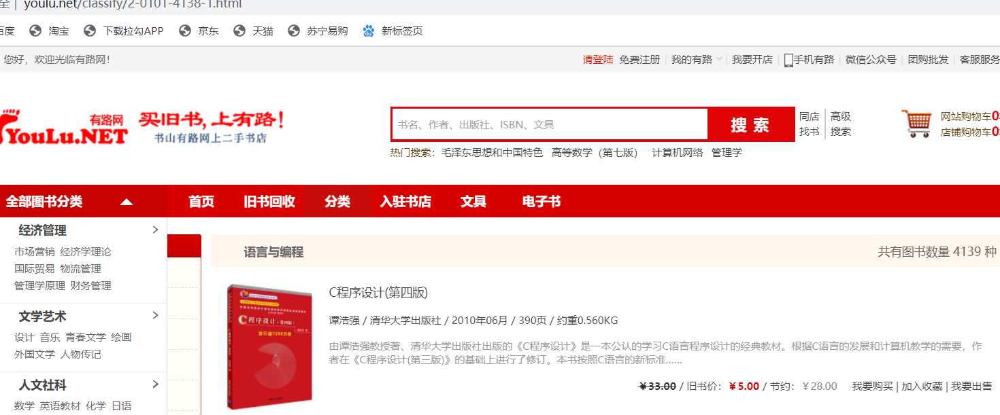 全 | youlu.net/classify/2-0101-4138-1.html
百度 淘宝 下载拉勾APP 京东 天猫 苏宁易购 du 新标签页
您好，欢迎光临有路网！ 请登陆 免费注册 | 我的有路 | 我要开店 | 手机有路 | 微信公众号 | 团购批发 | 客服服务
有路网 买旧书,上有路！
YouLu.NET 书山有路网上二手书店
书名、作者、出版社、ISBN、文具 搜 索
同店 高级
找书 搜索
网站购物车0
店铺购物车0
热门搜索：毛泽东思想和中国特色 高等数学（第七版） 计算机网络 管理学
全部图书分类 首页 旧书回收 分类 入驻书店 文具 电子书
经济管理 >
市场营销 经济学理论
国际贸易 物流管理
管理学原理 财务管理
文学艺术 >
设计 音乐 青春文学 绘画
外国文学 人物传记
人文社科 >
数学 英语教材 化学 日语
语言与编程 共有图书数量 4139 种
C程序设计(第四版)
发行逾1200万册
C程序设计(第四版)
谭浩强 / 清华大学出版社 / 2010年06月 / 390页 / 约重0.560KG
由谭浩强教授著、清华大学出版社出版的《C程序设计》是一本公认的学习C语言程序设计的经典教材。根据C语言的发展和计算机教学的需要，作
者在《C程序设计(第三版)》的基础上进行了修订。本书按照C语言的新标准......
￥33.00 / 旧书价：￥5.00 / 节约：￥28.00 我要购买 | 加入收藏 | 我要出售